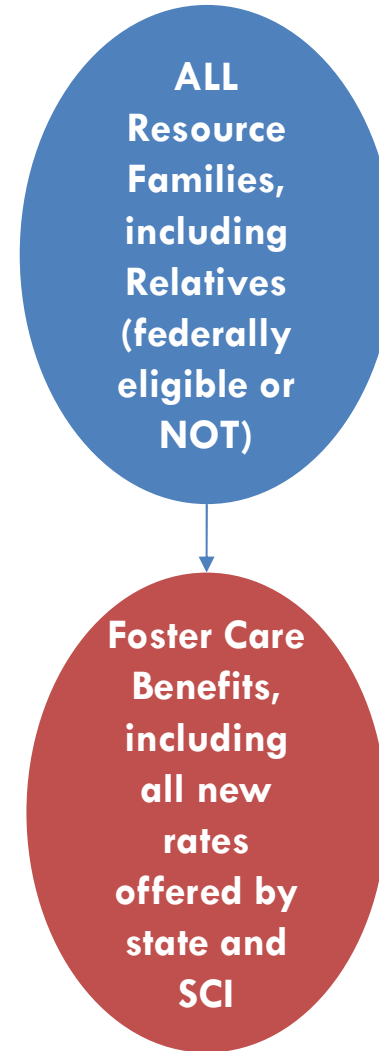 ALL
Resource
Families,
including
Relatives
(federally
eligible or
NOT)
Foster Care
Benefits,
including
all new
rates
offered by
state and
SCI